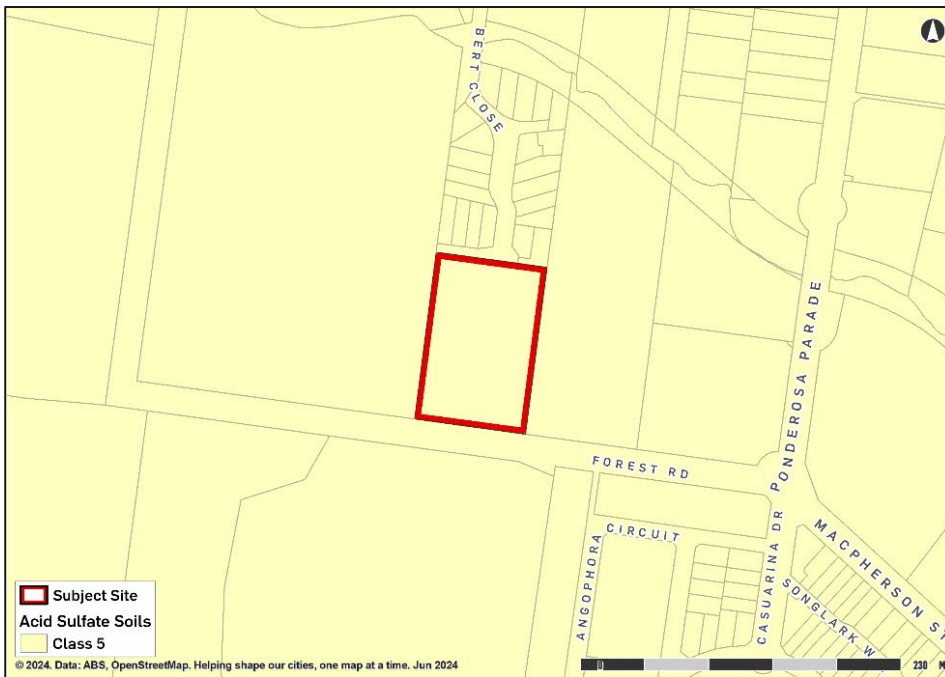 BERT CLOSE
PONDEROSA PARADE
FOREST RD
CIRCUIT
ANGOPHORA
CASUARINA DR
MACPHERSON ST
SONGLARK W
Subject Site
Acid Sulfate Soils
Class 5
© 2024. Data: ABS, OpenStreetMap. Helping shape our cities, one map at a time. Jun 2024
0 230 M